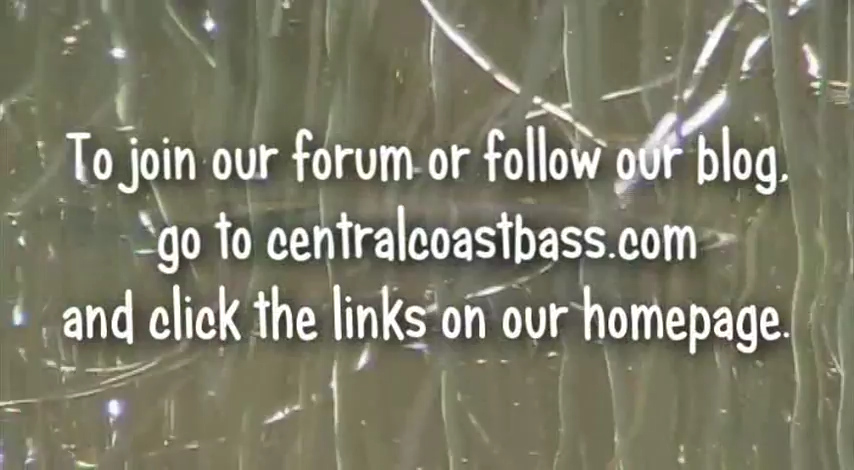 To join our forum or follow our blog,
go to centralcoastbass.com
and click the links on our homepage.